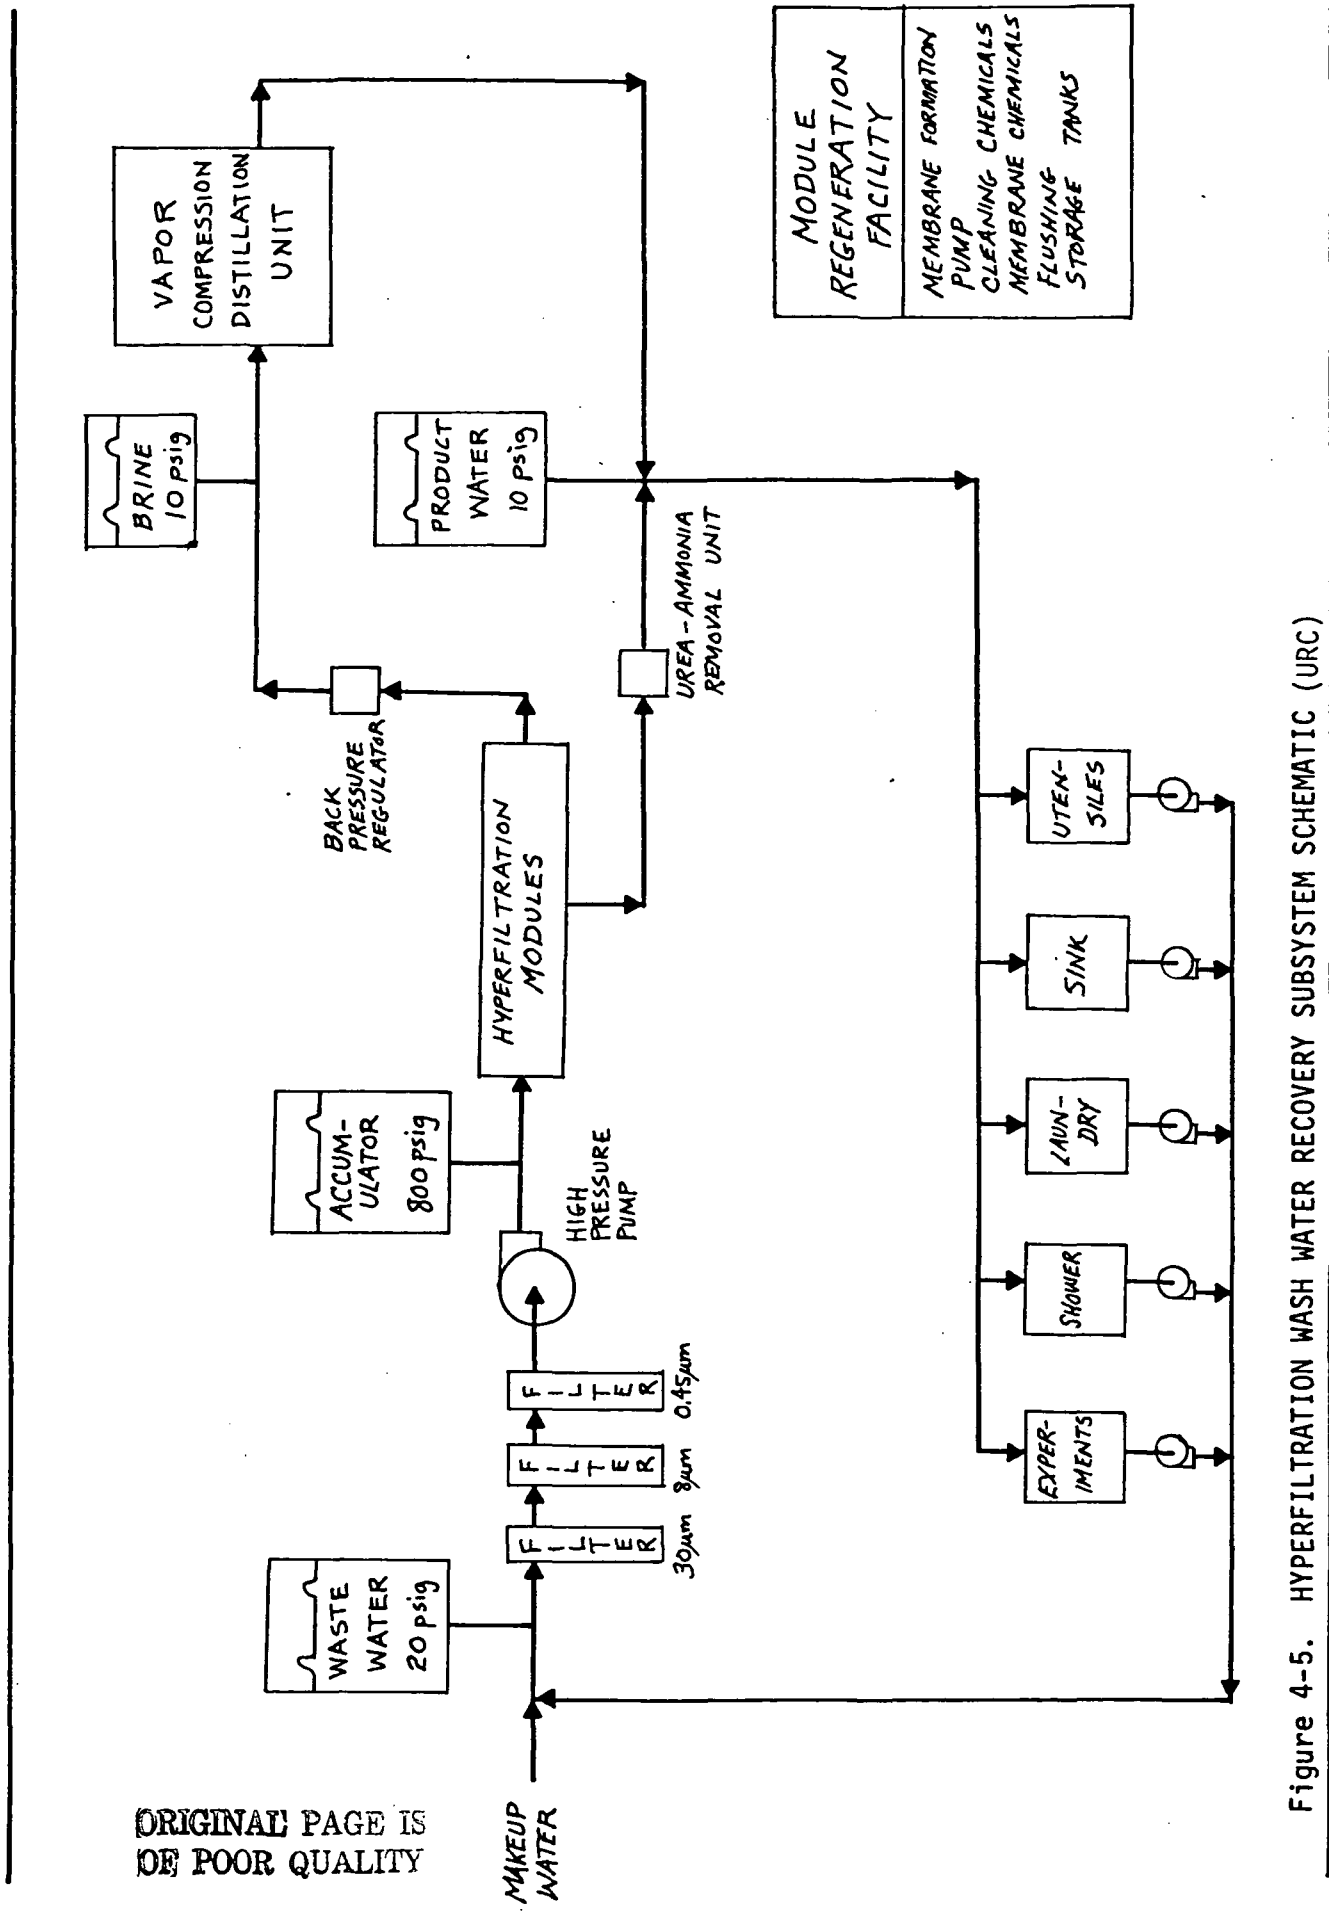 ORIGINAL PAGE IS
OF POOR QUALITY
MAKEUP
WATER
WASTE
WATER
20 psig
FILTER
30µm
FILTER
8µm
FILTER
0.45µm
HIGH
PRESSURE
PUMP
ACCUM-
ULATOR
800 psig
HYPERFILTRATION
MODULES
BACK
PRESSURE
REGULATOR
BRINE
10 psig
VAPOR
COMPRESSION
DISTILLATION
UNIT
UREA-AMMONIA
REMOVAL UNIT
PRODUCT
WATER
10 psig
EXPER-
IMENTS
SHOWER
LAUN-
DRY
SINK
UTEN-
SILES
MODULE
REGENERATION
FACILITY
MEMBRANE FORMATION
PUMP
CLEANING CHEMICALS
MEMBRANE CHEMICALS
FLUSHING
STORAGE TANKS
Figure 4-5. HYPERFILTRATION WASH WATER RECOVERY SUBSYSTEM SCHEMATIC (URC)